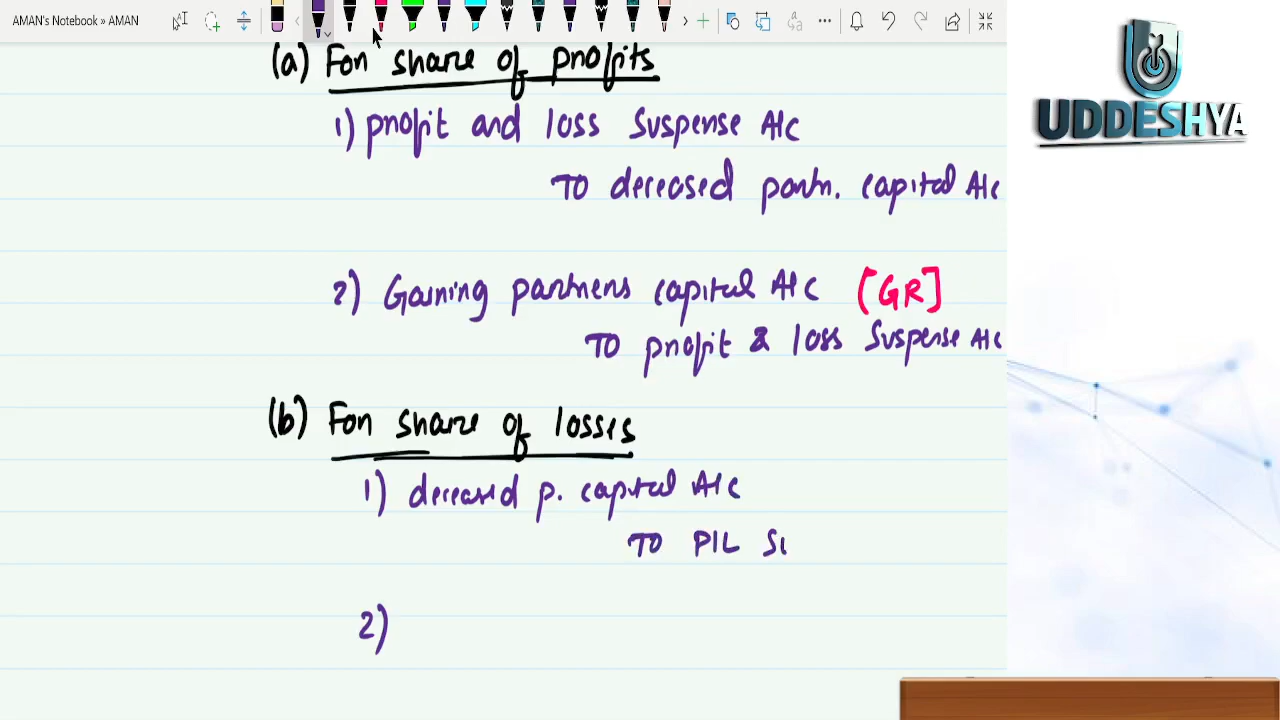 AMAN's Notebook » AMAN
UDDESHYA
(a) For share of profits
1) profit and loss Suspense A/c
To deceased partn. capital A/c
2) Gaining partners capital A/c [GR]
To profit & loss Suspense A/c
(b) For share of losses
1) deceased p. capital A/c
To P/L Su
2)